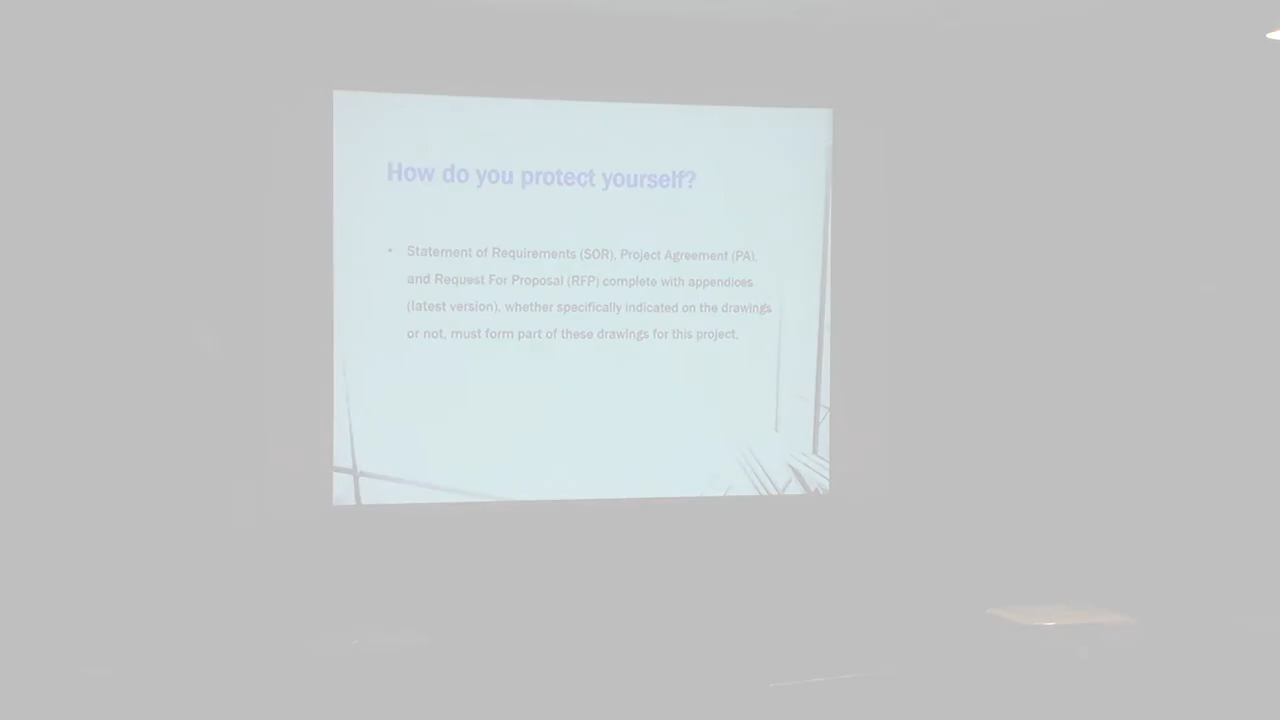 How do you protect yourself?
• Statement of Requirements (SOR), Project Agreement (PA),
and Request For Proposal (RFP) complete with appendices
(latest version), whether specifically indicated on the drawings
or not, must form part of these drawings for this project.